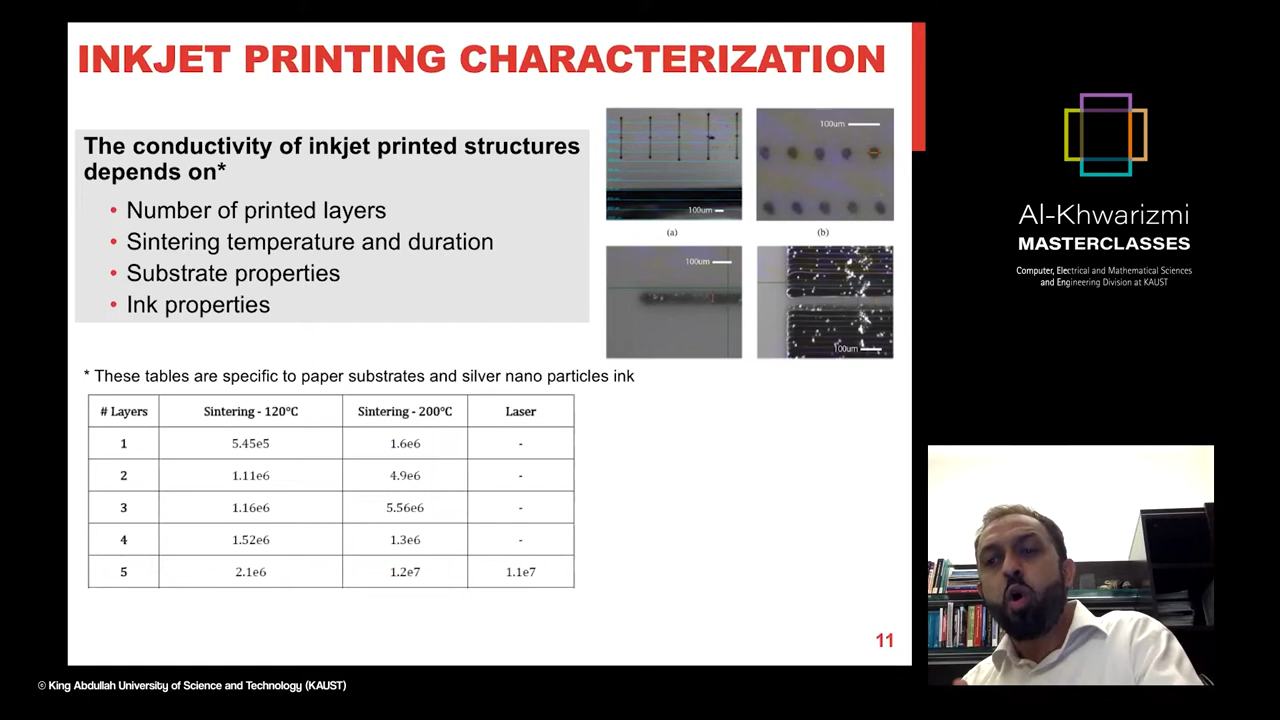 INKJET PRINTING CHARACTERIZATION
The conductivity of inkjet printed structures
depends on*
• Number of printed layers
• Sintering temperature and duration
• Substrate properties
• Ink properties
100um
100um
(a)
(b)
100um
100um
* These tables are specific to paper substrates and silver nano particles ink
# Layers Sintering - 120°C Sintering - 200°C Laser
1 5.45e5 1.6e6 -
2 1.11e6 4.9e6 -
3 1.16e6 5.56e6 -
4 1.52e6 1.3e6 -
5 2.1e6 1.2e7 1.1e7
11
Al-Khwarizmi
MASTERCLASSES
Computer, Electrical and Mathematical Sciences
and Engineering Division at KAUST
© King Abdullah University of Science and Technology (KAUST)